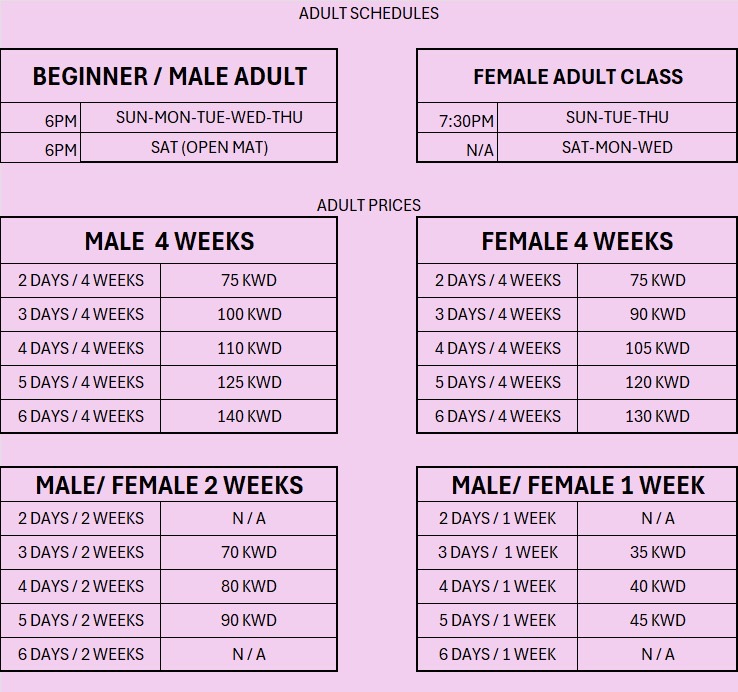 ADULT SCHEDULES
BEGINNER / MALE ADULT
6PM SUN-MON-TUE-WED-THU
6PM SAT (OPEN MAT)
FEMALE ADULT CLASS
7:30PM SUN-TUE-THU
N/A SAT-MON-WED
ADULT PRICES
MALE 4 WEEKS
2 DAYS / 4 WEEKS 75 KWD
3 DAYS / 4 WEEKS 100 KWD
4 DAYS / 4 WEEKS 110 KWD
5 DAYS / 4 WEEKS 125 KWD
6 DAYS / 4 WEEKS 140 KWD
FEMALE 4 WEEKS
2 DAYS / 4 WEEKS 75 KWD
3 DAYS / 4 WEEKS 90 KWD
4 DAYS / 4 WEEKS 105 KWD
5 DAYS / 4 WEEKS 120 KWD
6 DAYS / 4 WEEKS 130 KWD
MALE/ FEMALE 2 WEEKS
2 DAYS / 2 WEEKS N / A
3 DAYS / 2 WEEKS 70 KWD
4 DAYS / 2 WEEKS 80 KWD
5 DAYS / 2 WEEKS 90 KWD
6 DAYS / 2 WEEKS N / A
MALE/ FEMALE 1 WEEK
2 DAYS / 1 WEEK N / A
3 DAYS / 1 WEEK 35 KWD
4 DAYS / 1 WEEK 40 KWD
5 DAYS / 1 WEEK 45 KWD
6 DAYS / 1 WEEK N / A